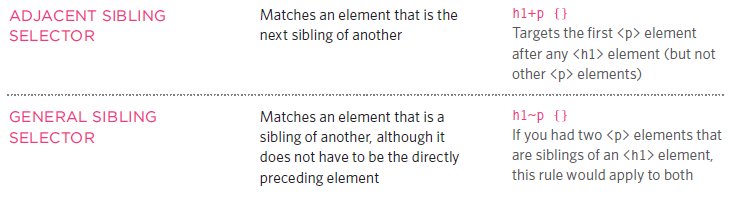 ADJACENT SIBLING
SELECTOR
Matches an element that is the
next sibling of another
h1+p {}
Targets the first <p> element
after any <h1> element (but not
other <p> elements)
GENERAL SIBLING
SELECTOR
Matches an element that is a
sibling of another, although it
does not have to be the directly
preceding element
h1~p {}
If you had two <p> elements that
are siblings of an <h1> element,
this rule would apply to both